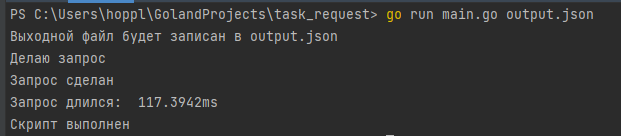 PS C:\Users\hoppl\GolandProjects\task_request> go run main.go output.json
Выходной файл будет записан в output.json
Делаю запрос
Запрос сделан
Запрос длился:  117.3942ms
Скрипт выполнен